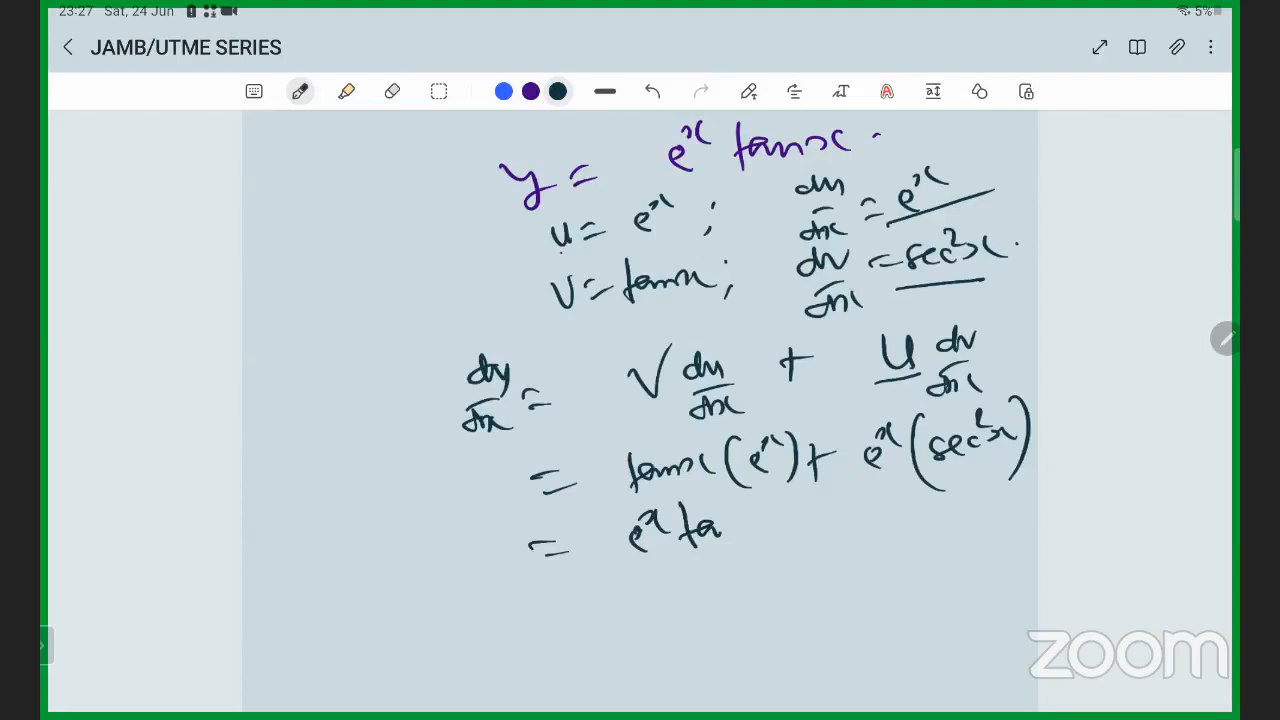 23:27 Sat, 24 Jun 5%
JAMB/UTME SERIES
y = e^x tanx .
u = e^x ; du/dx = e^x
v = tanx ; dv/dx = sec²x .
dy/dx = v du/dx + u dv/dx
= tanx (e^x) + e^x (sec²x)
= e^x ta
zoom